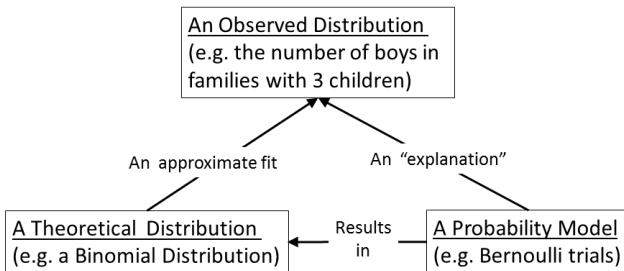 An Observed Distribution
(e.g. the number of boys in
families with 3 children)
An approximate fit
An “explanation”
A Theoretical Distribution
(e.g. a Binomial Distribution)
Results
in
A Probability Model
(e.g. Bernoulli trials)